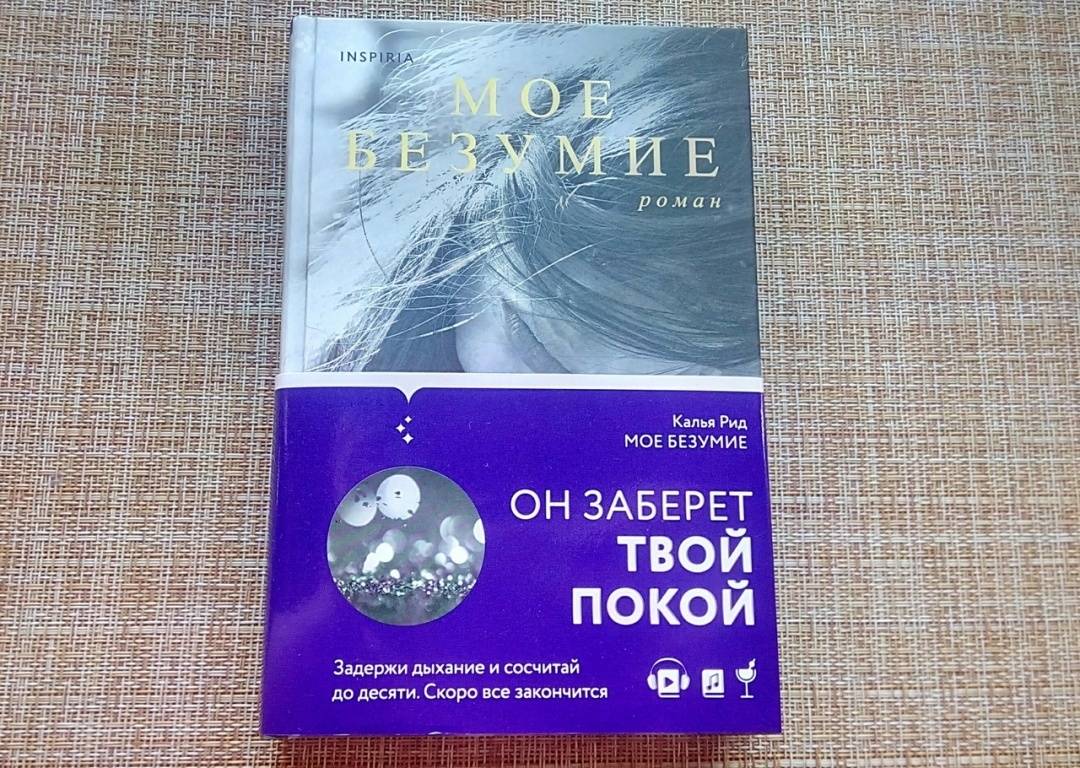 INSPIRIA
МОЕ
БЕЗУМИЕ
роман
Калья Рид
МОЕ БЕЗУМИЕ
ОН ЗАБЕРЕТ
ТВОЙ
ПОКОЙ
Задержи дыхание и сосчитай
до десяти. Скоро все закончится